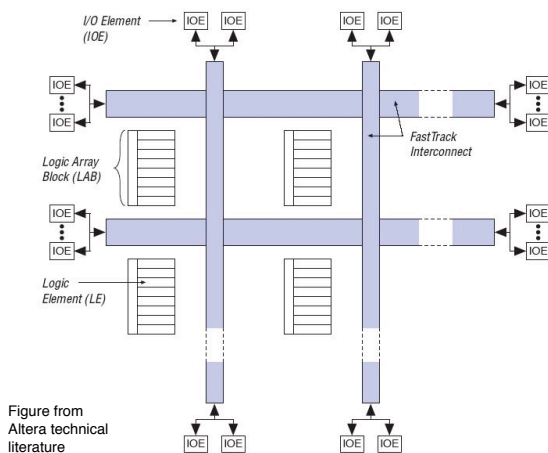 I/O Element
(IOE)
IOE IOE IOE IOE
IOE IOE
IOE IOE
FastTrack
Interconnect
Logic Array
Block (LAB)
IOE IOE
IOE IOE
Logic
Element (LE)
Figure from
Altera technical
literature
IOE IOE IOE IOE